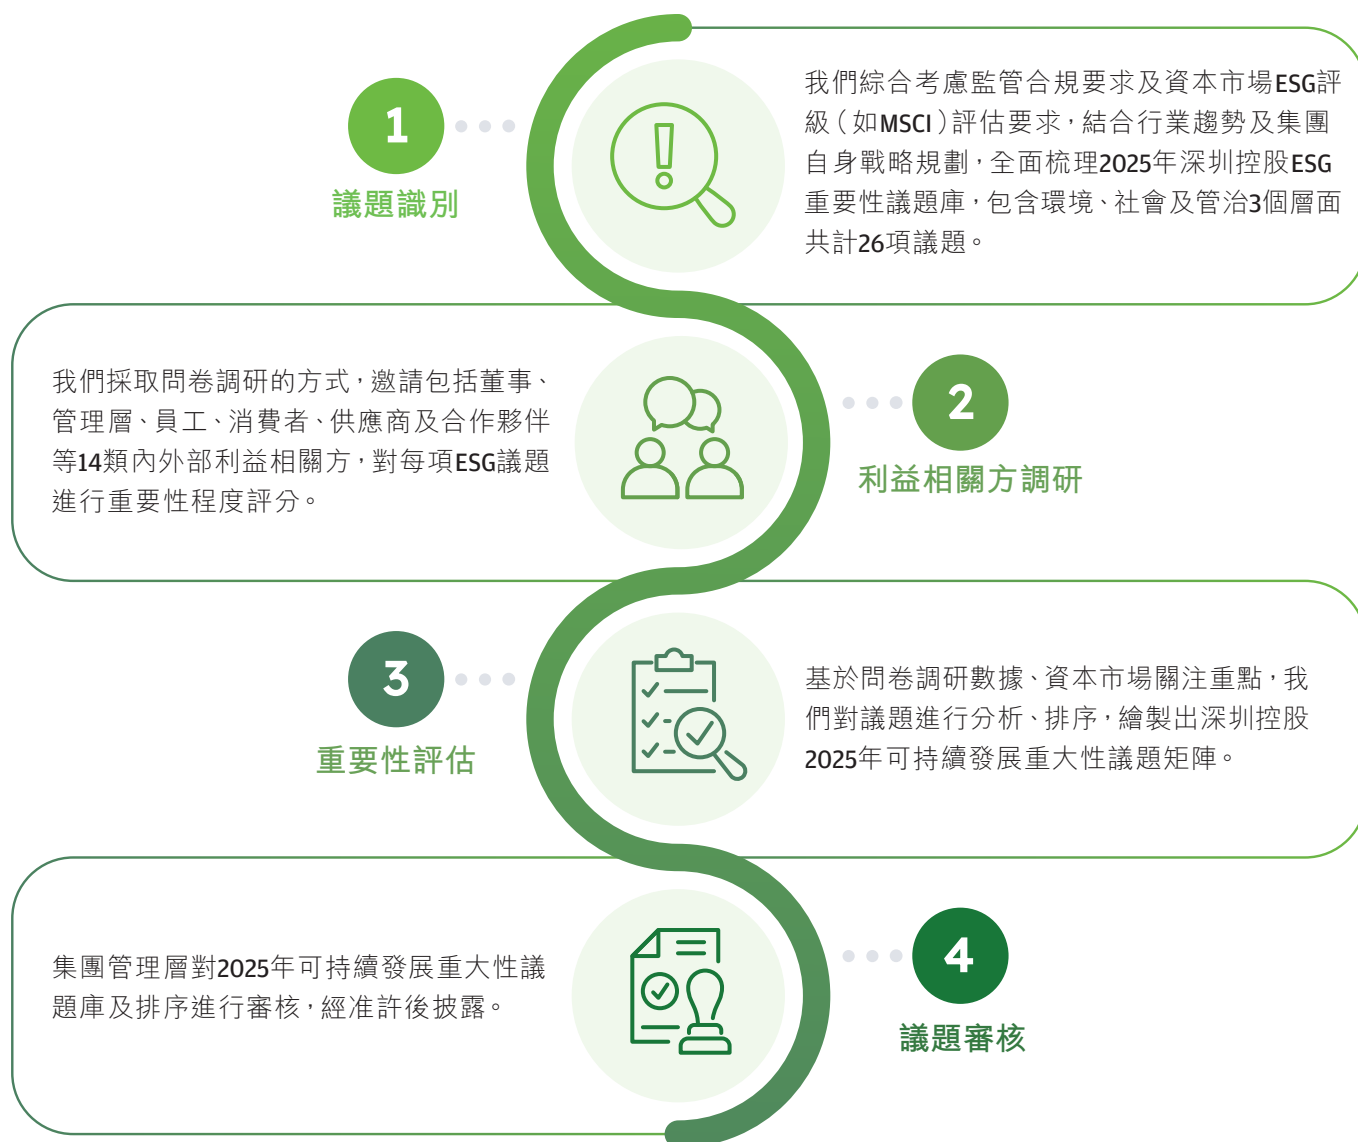 1
議題識別
我們綜合考慮監管合規要求及資本市場ESG評
級（如MSCI）評估要求，結合行業趨勢及集團
自身戰略規劃，全面梳理2025年深圳控股ESG
重要性議題庫，包含環境、社會及管治3個層面
共計26項議題。
我們採取問卷調研的方式，邀請包括董事、
管理層、員工、消費者、供應商及合作夥伴
等14類內外部利益相關方，對每項ESG議題
進行重要性程度評分。
2
利益相關方調研
3
重要性評估
基於問卷調研數據、資本市場關注重點，我
們對議題進行分析、排序，繪製出深圳控股
2025年可持續發展重大性議題矩陣。
集團管理層對2025年可持續發展重大性議
題庫及排序進行審核，經准許後披露。
4
議題審核